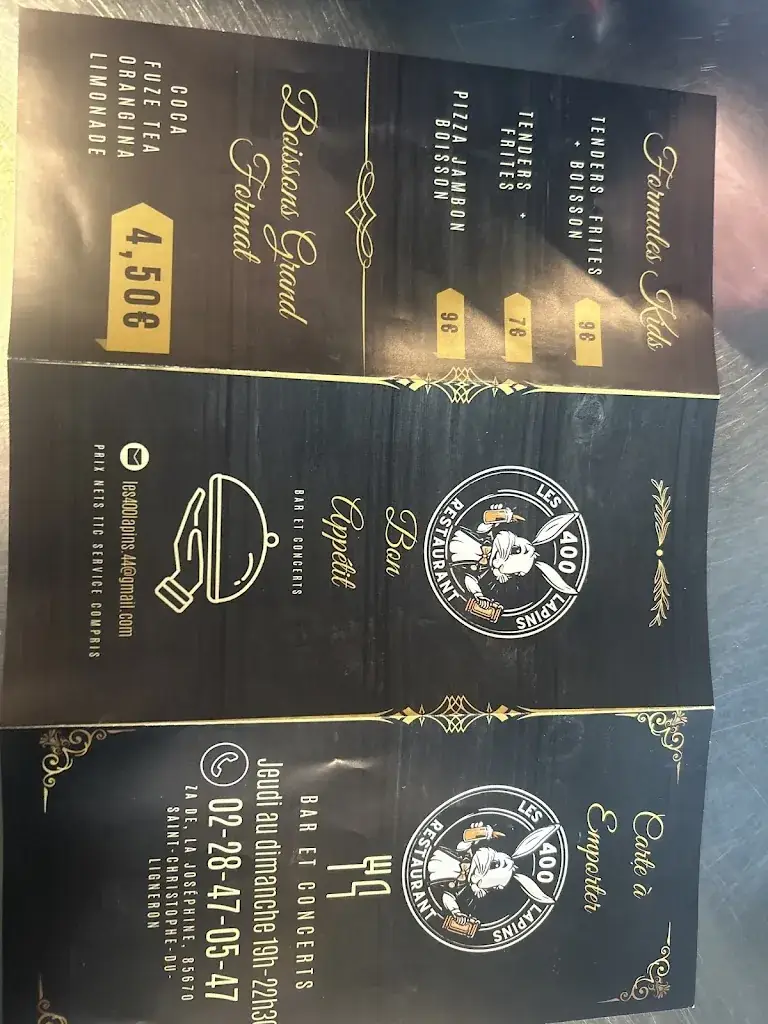 Formules Kids
TENDERS FRITES
+ BOISSON
9€
TENDERS +
FRITES
7€
PIZZA JAMBON
BOISSON
9€
Boissons Grand
Format
COCA
FUZE TEA
ORANGINA
LIMONADE
4,50€
LES 400 LAPINS
RESTAURANT
Bon
Appétit
BAR ET CONCERTS
les400lapins.44@gmail.com
PRIX NETS TTC SERVICE COMPRIS
Carte à
Emporter
LES 400 LAPINS
RESTAURANT
BAR ET CONCERTS
Jeudi au dimanche 19h-22h30
02-28-47-05-47
ZA DE, LA JOSÉPHINE, 85670
SAINT-CHRISTOPHE-DU-
LIGNERON